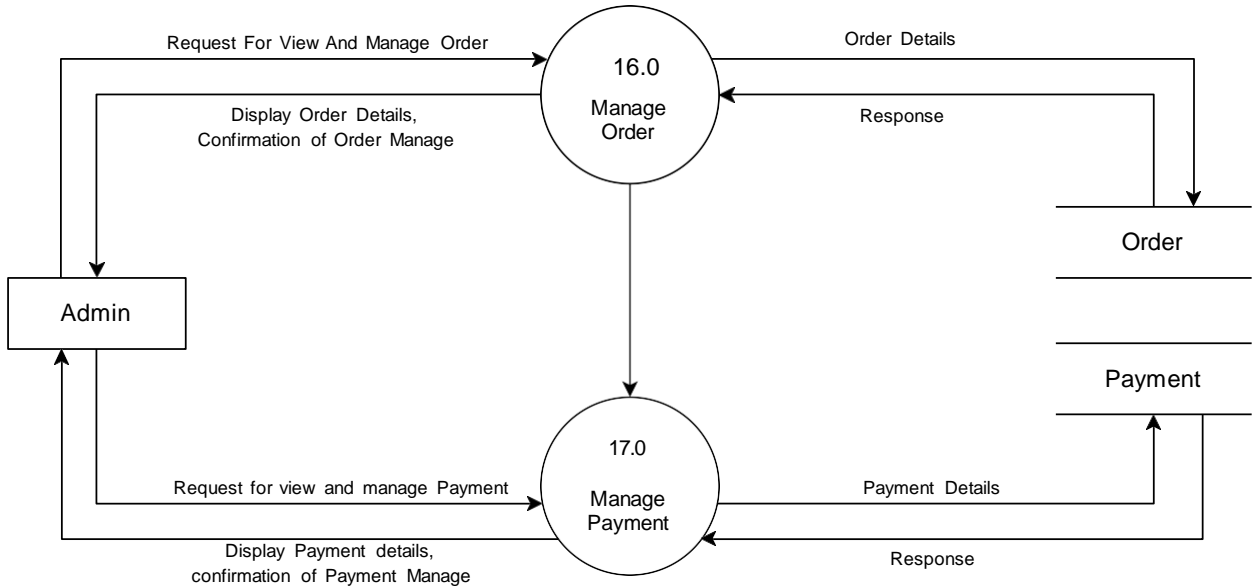 Request For View And Manage Order
16.0
Manage
Order
Order Details
Display Order Details,
Confirmation of Order Manage
Response
Order
Admin
Payment
17.0
Manage
Payment
Request for view and manage Payment
Payment Details
Display Payment details,
confirmation of Payment Manage
Response